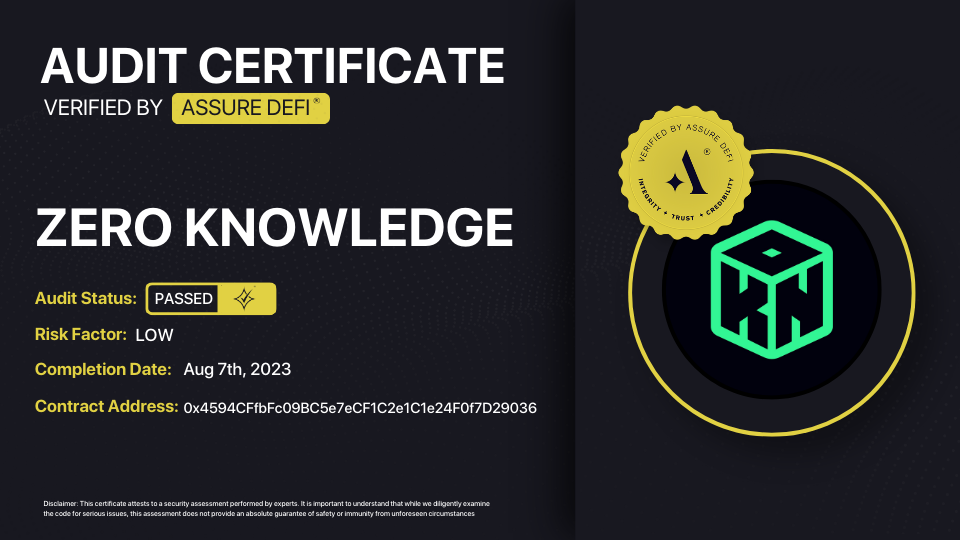 AUDIT CERTIFICATE
VERIFIED BY ASSURE DEFI ®
ZERO KNOWLEDGE
Audit Status: PASSED
Risk Factor: LOW
Completion Date: Aug 7th, 2023
Contract Address: 0x4594CFfbFc09BC5e7eCF1C2e1C1e24F0f7D29036
Disclaimer: This certificate attests to a security assessment performed by experts. It is important to understand that while we diligently examine
the code for serious issues, this assessment does not provide an absolute guarantee of safety or immunity from unforeseen circumstances
VERIFIED BY ASSURE DEFI
®
INTEGRITY ✦ TRUST ✦ CREDIBILITY
KN